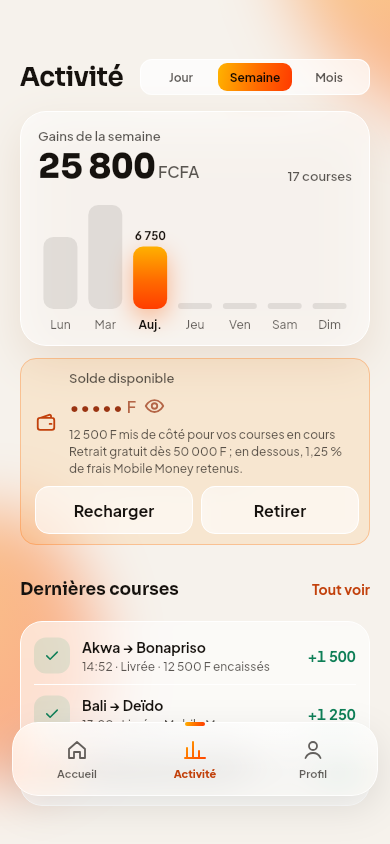 Activité
Jour Semaine Mois
Gains de la semaine
25 800 FCFA
17 courses
6 750
Lun Mar Auj. Jeu Ven Sam Dim
Solde disponible
••••• F
12 500 F mis de côté pour vos courses en cours
Retrait gratuit dès 50 000 F ; en dessous, 1,25 %
de frais Mobile Money retenus.
Recharger Retirer
Dernières courses Tout voir
Akwa → Bonapriso
14:52 · Livrée · 12 500 F encaissés
+1 500
Bali → Deïdo
+1 250
Accueil Activité Profil